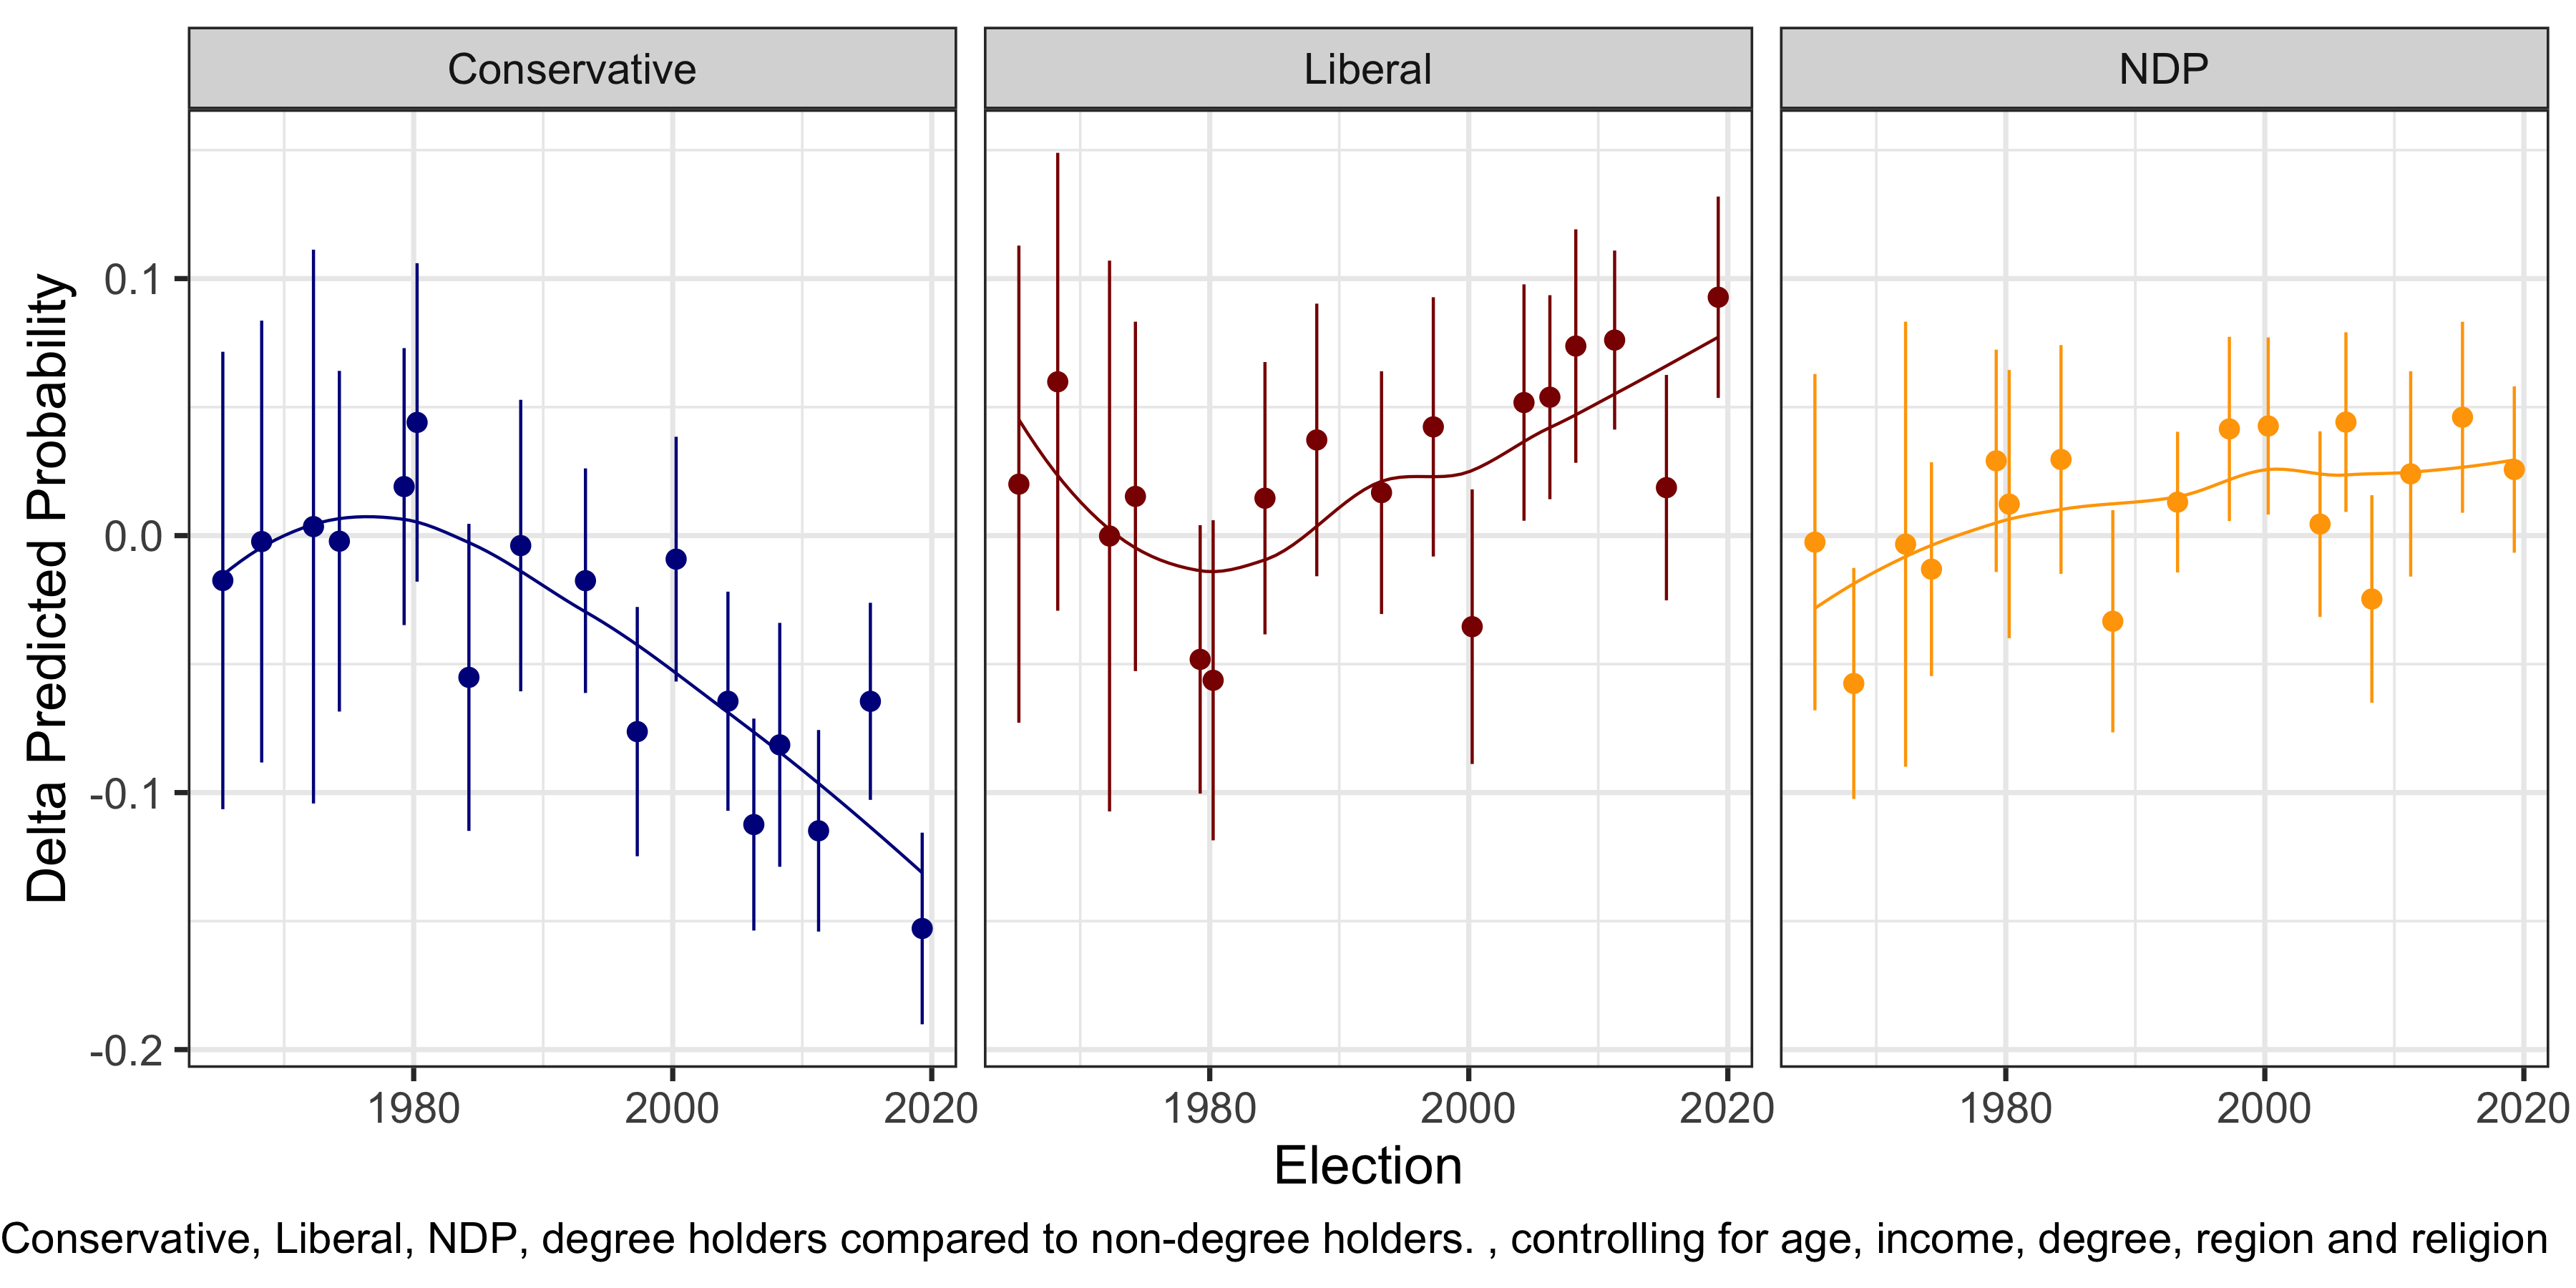 Conservative Liberal NDP
Delta Predicted Probability
0.1
0.0
-0.1
-0.2
1980 2000 2020 1980 2000 2020 1980 2000 2020
Election
Conservative, Liberal, NDP, degree holders compared to non-degree holders. , controlling for age, income, degree, region and religion